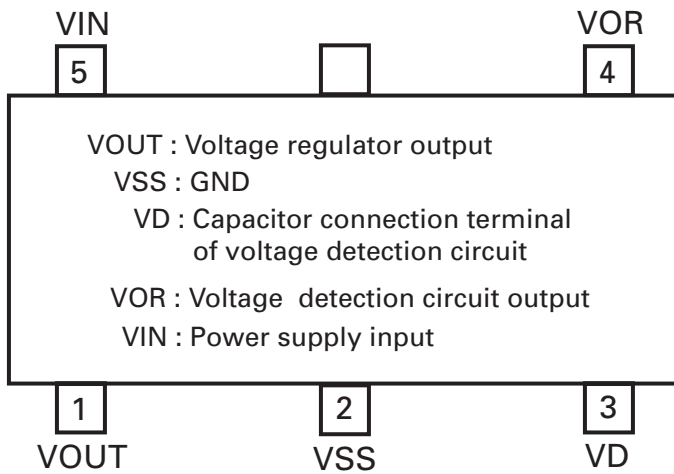 VIN VOR
5 4
VOUT : Voltage regulator output
VSS : GND
VD : Capacitor connection terminal
of voltage detection circuit
VOR : Voltage detection circuit output
VIN : Power supply input
1 2 3
VOUT VSS VD